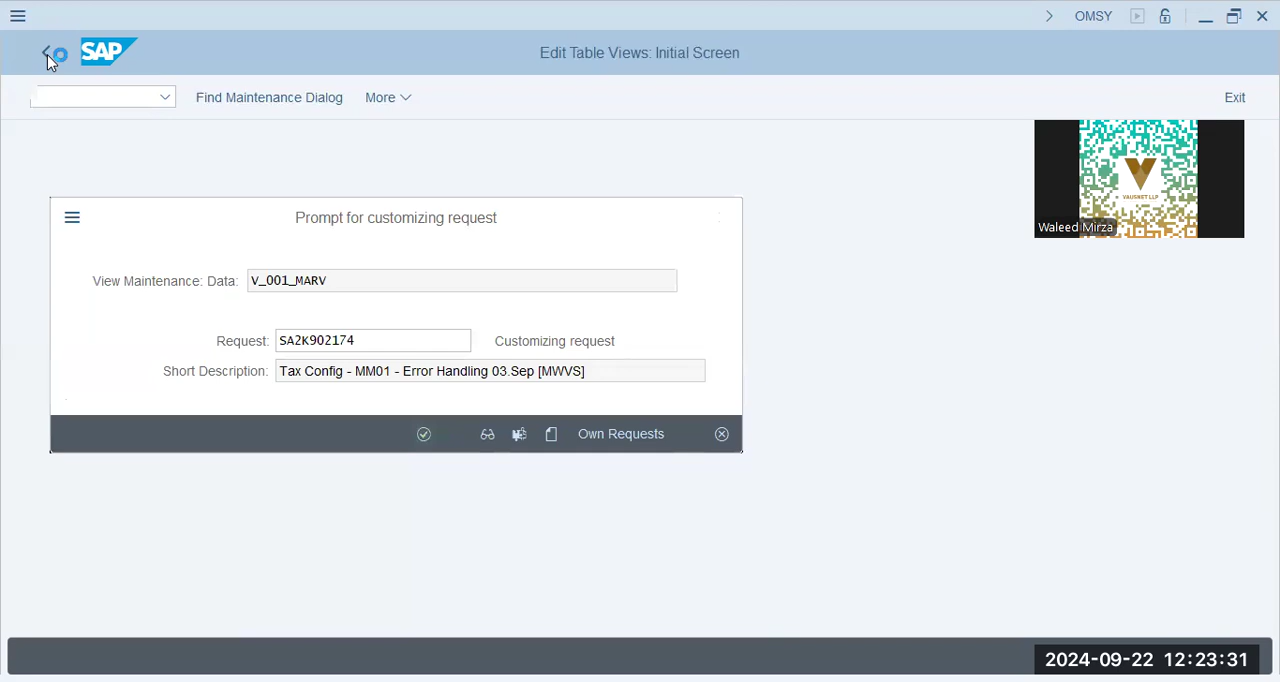 OMSY
SAP
Edit Table Views: Initial Screen
Find Maintenance Dialog
More
Exit
VAUSNET LLP
Waleed Mirza
Prompt for customizing request
View Maintenance: Data:
V_001_MARV
Request:
SA2K902174
Customizing request
Short Description:
Tax Config - MM01 - Error Handling 03.Sep [MWVS]
Own Requests
2024-09-22 12:23:31